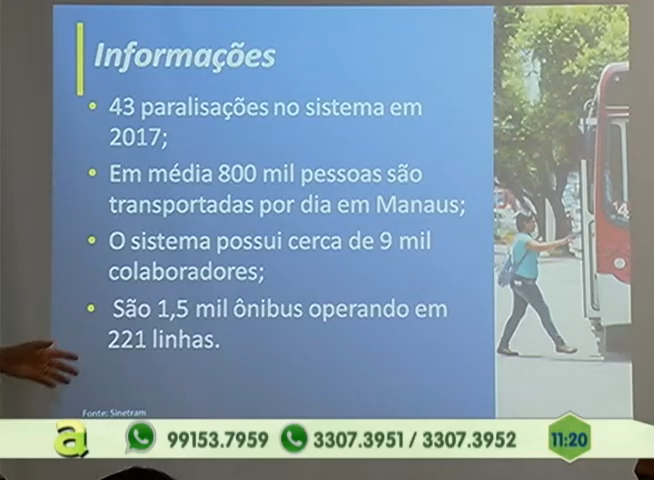 Informações
• 43 paralisações no sistema em
2017;
• Em média 800 mil pessoas são
transportadas por dia em Manaus;
• O sistema possui cerca de 9 mil
colaboradores;
• São 1,5 mil ônibus operando em
221 linhas.
14
Fonte: Sinetram
a 99153.7959 3307.3951 / 3307.3952 11:20